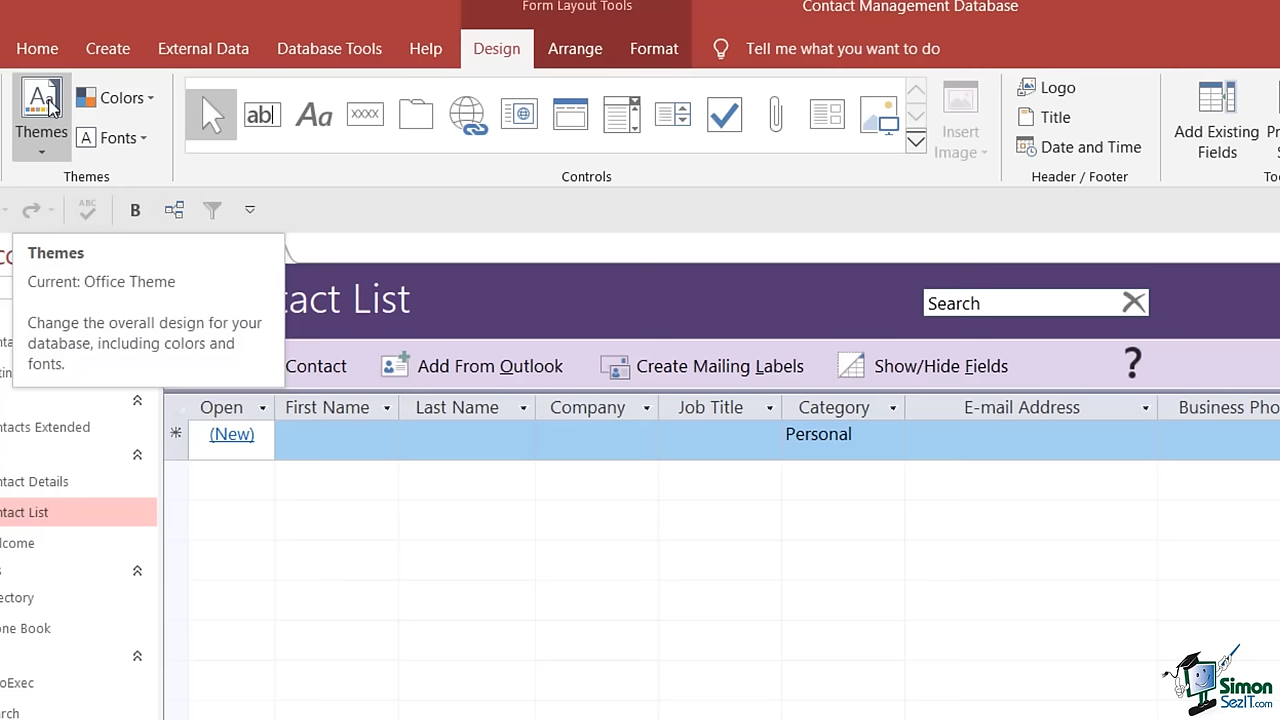 Form Layout Tools
Contact Management Database
Home
Create
External Data
Database Tools
Help
Design
Arrange
Format
Tell me what you want to do
Aa
Themes
Colors
A Fonts
Themes
ab
Aa
XXXX
Controls
Insert
Image
Logo
Title
Date and Time
Header / Footer
Add Existing
Fields
ABC
B
Themes
Current: Office Theme
Change the overall design for your
database, including colors and
fonts.
tact List
Search
Contact
Add From Outlook
Create Mailing Labels
Show/Hide Fields
?
Open
First Name
Last Name
Company
Job Title
Category
E-mail Address
Business Pho
(New)
Personal
ntacts Extended
ntact Details
ntact List
lcome
ectory
one Book
oExec
rch
Simon
SezIT.com